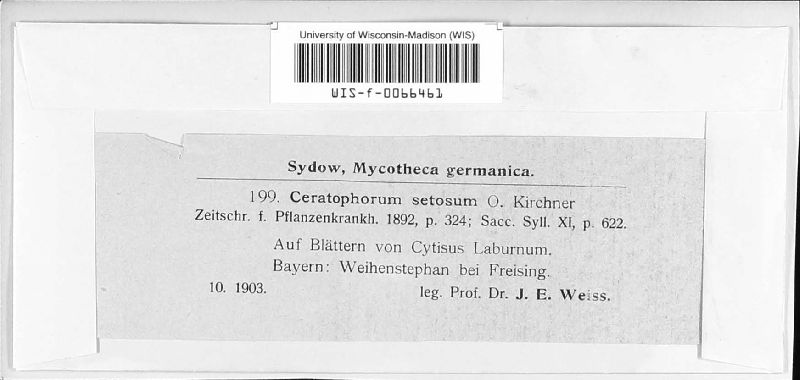 University of Wisconsin-Madison (WIS)
WIS-f-0066461
Sydow, Mycotheca germanica.
199. Ceratophorum setosum O. Kirchner
Zeitschr. f. Pflanzenkrankh. 1892, p. 324; Sacc. Syll. XI, p. 622.
Auf Blättern von Cytisus Laburnum.
Bayern: Weihenstephan bei Freising.
10. 1903. leg. Prof. Dr. J. E. Weiss.